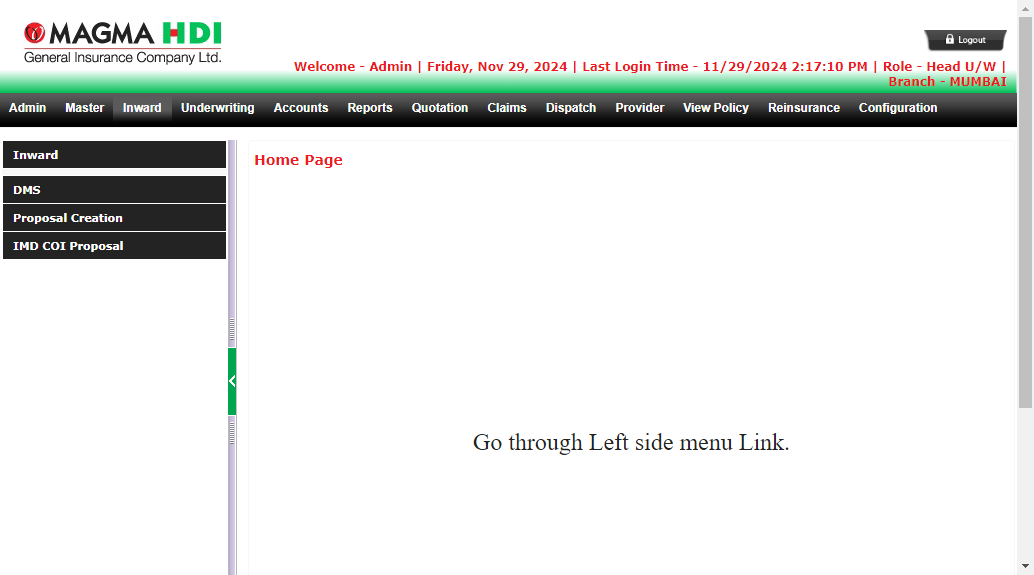 MAGMA HDI
General Insurance Company Ltd.
Logout
Welcome - Admin | Friday, Nov 29, 2024 | Last Login Time - 11/29/2024 2:17:10 PM | Role - Head U/W |
Branch - MUMBAI
Admin Master Inward Underwriting Accounts Reports Quotation Claims Dispatch Provider View Policy Reinsurance Configuration
Inward
Home Page
DMS
Proposal Creation
IMD COI Proposal
Go through Left side menu Link.